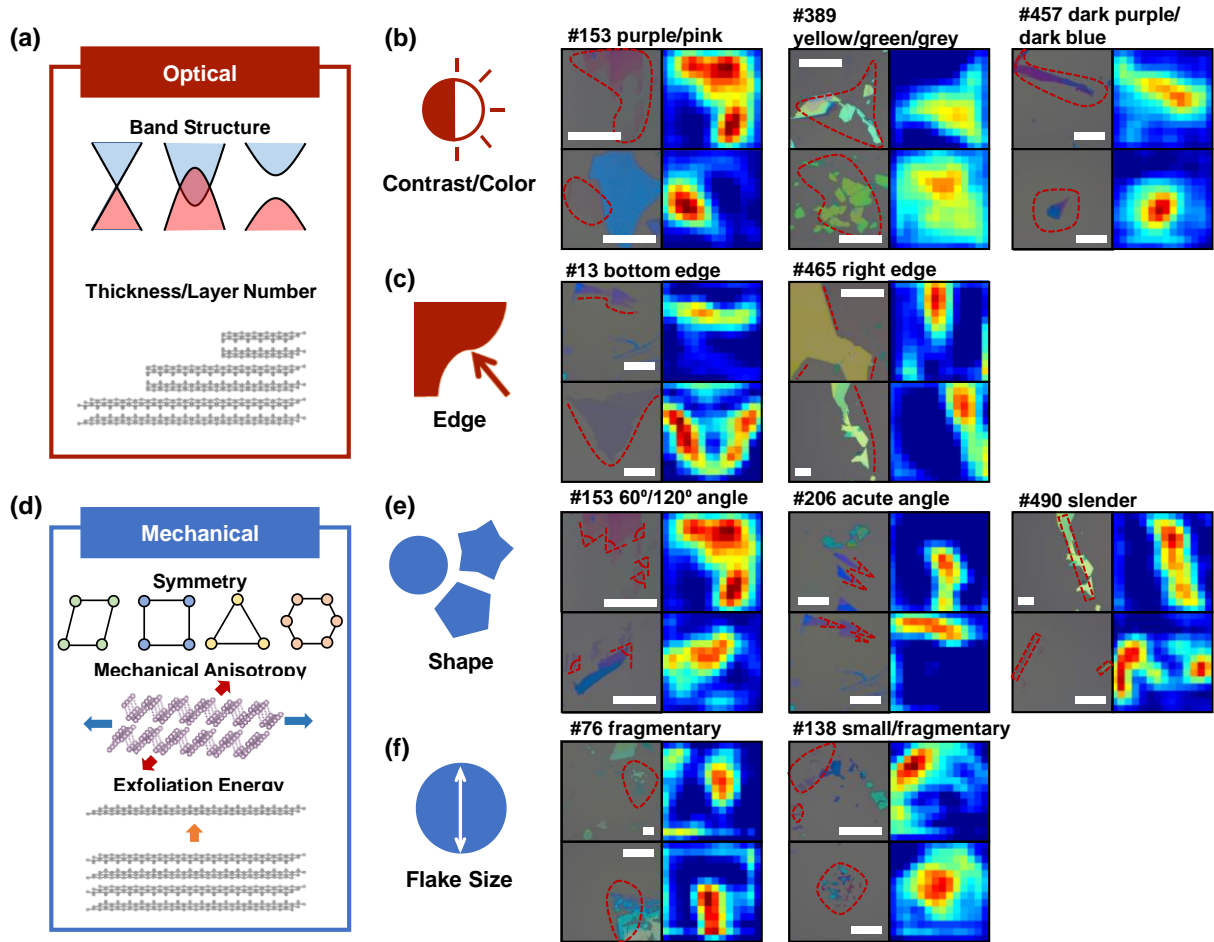 (a)
Optical
Band Structure
Thickness/Layer Number
(b)
Contrast/Color
#153 purple/pink
#389
yellow/green/grey
#457 dark purple/
dark blue
(c)
Edge
#13 bottom edge
#465 right edge
(d)
Mechanical
Symmetry
Mechanical Anisotropy
Exfoliation Energy
(e)
Shape
#153 60º/120º angle
#206 acute angle
#490 slender
(f)
Flake Size
#76 fragmentary
#138 small/fragmentary